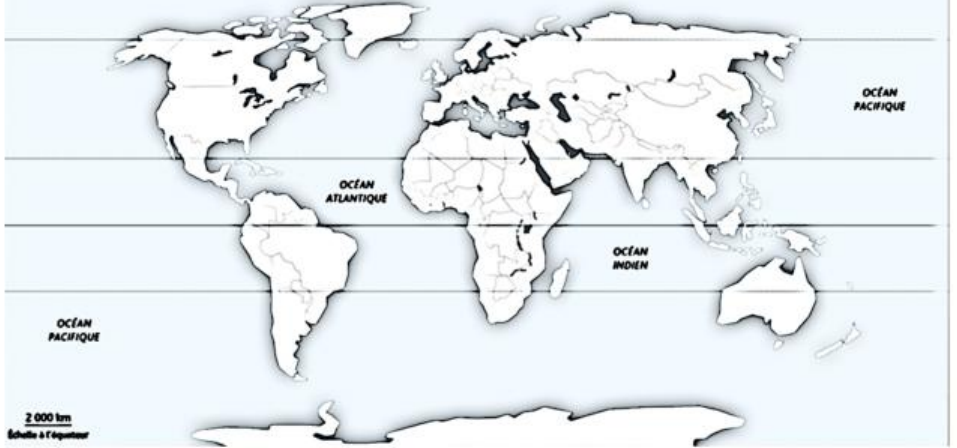 OCÉAN
PACIFIQUE
OCÉAN
ATLANTIQUE
OCÉAN
INDIEN
OCÉAN
PACIFIQUE
2 000 km
Échelle à l'équateur